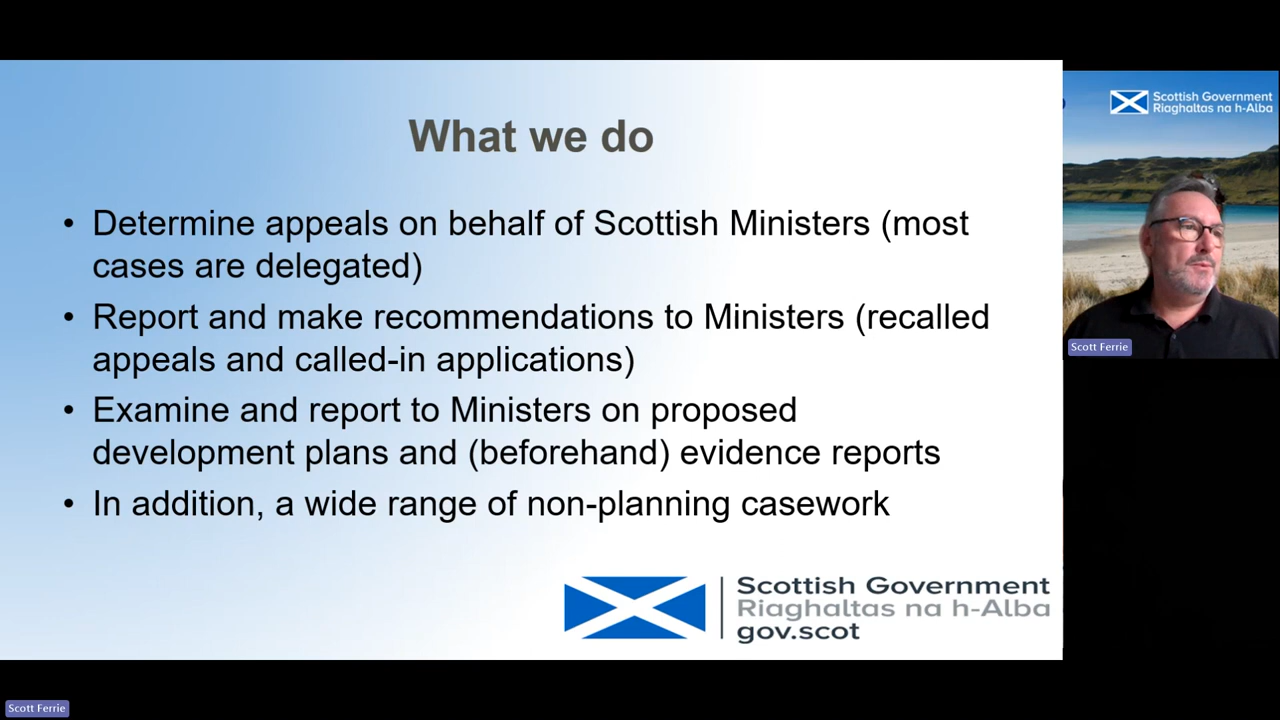 What we do
• Determine appeals on behalf of Scottish Ministers (most
cases are delegated)
• Report and make recommendations to Ministers (recalled
appeals and called-in applications)
• Examine and report to Ministers on proposed
development plans and (beforehand) evidence reports
• In addition, a wide range of non-planning casework
Scottish Government
Riaghaltas na h-Alba
gov.scot
Scottish Government
Riaghaltas na h-Alba
Scott Ferrie
Scott Ferrie